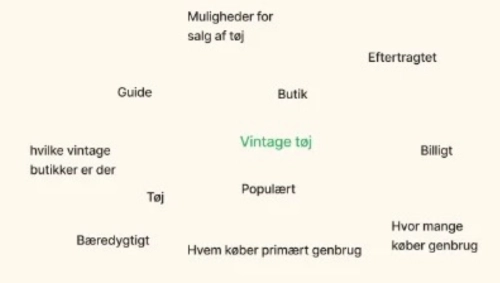 Muligheder for
salg af tøj
Eftertragtet
Guide
Butik
Vintage tøj
hvilke vintage
butikker er der
Billigt
Populært
Tøj
Hvor mange
køber genbrug
Bæredygtigt
Hvem køber primært genbrug